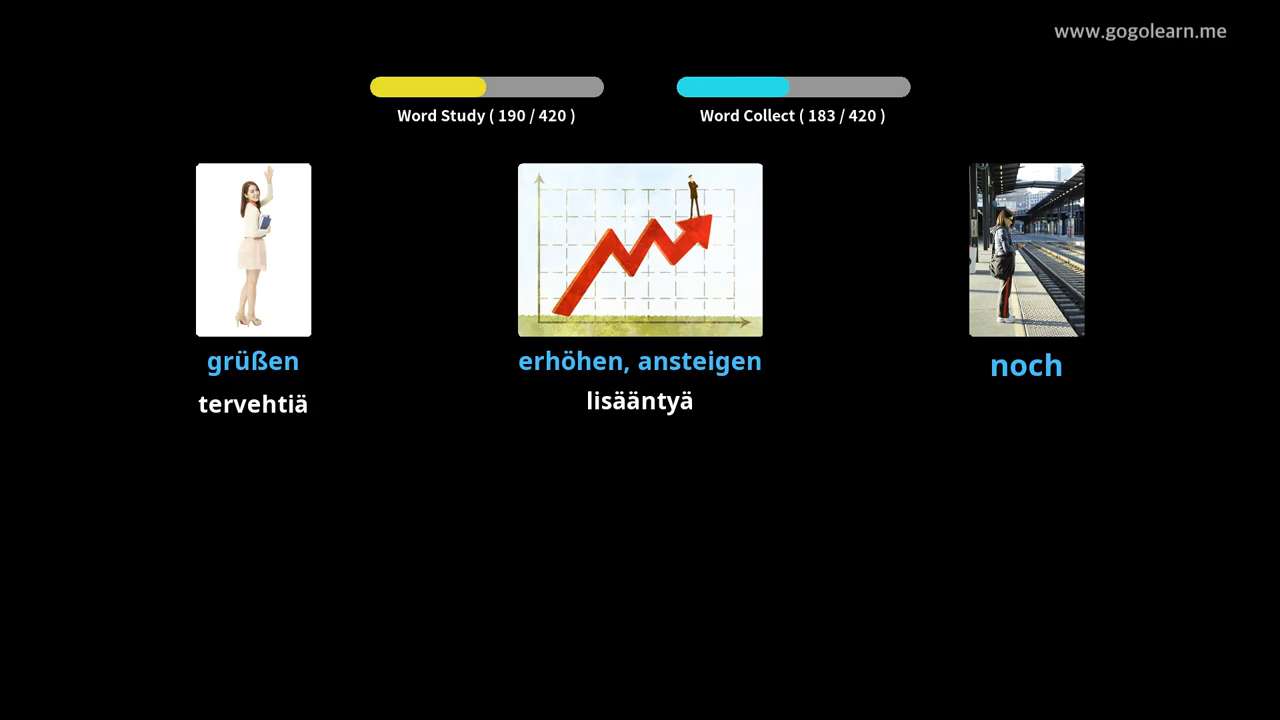 www.gogolearn.me
Word Study ( 190 / 420 )
Word Collect ( 183 / 420 )
grüßen
tervehtiä
erhöhen, ansteigen
lisääntyä
noch